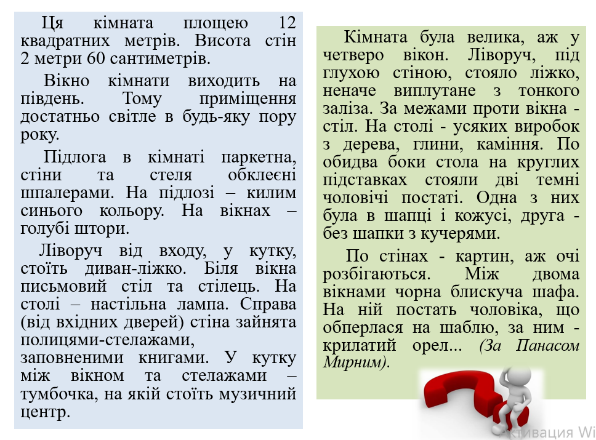 Ця кімната площею 12
квадратних метрів. Висота стін
2 метри 60 сантиметрів.
Вікно кімнати виходить на
південь. Тому приміщення
достатньо світле в будь-яку пору
року.
Підлога в кімнаті паркетна,
стіни та стеля обклеєні
шпалерами. На підлозі – килим
синього кольору. На вікнах –
голубі штори.
Ліворуч від входу, у кутку,
стоїть диван-ліжко. Біля вікна
письмовий стіл та стілець. На
столі – настільна лампа. Справа
(від вхідних дверей) стіна зайнята
полицями-стелажами,
заповненими книгами. У кутку
між вікном та стелажами –
тумбочка, на якій стоїть музичний
центр.
Кімната була велика, аж у
четверо вікон. Ліворуч, під
глухою стіною, стояло ліжко,
неначе виплутане з тонкого
заліза. За межами проти вікна -
стіл. На столі - усяких виробок
з дерева, глини, каміння. По
обидва боки стола на круглих
підставках стояли дві темні
чоловічі постаті. Одна з них
була в шапці і кожусі, друга -
без шапки з кучерями.
По стінах - картин, аж очі
розбігаються. Між двома
вікнами чорна блискуча шафа.
На ній постать чоловіка, що
обперлася на шаблю, за ним -
крилатий орел... (За Панасом
Мирним).
Активация Wi